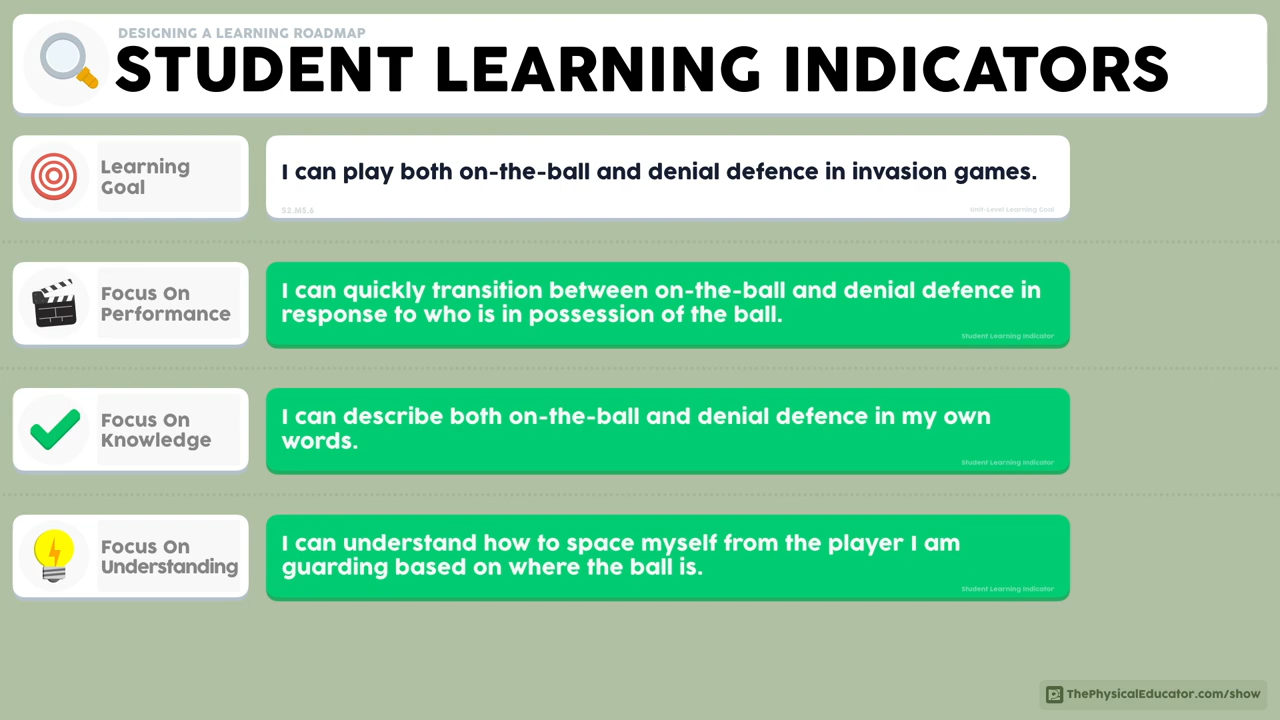 DESIGNING A LEARNING ROADMAP
STUDENT LEARNING INDICATORS
Learning
Goal
I can play both on-the-ball and denial defence in invasion games.
S2.M5.6
Unit-Level Learning Goal
Focus On
Performance
I can quickly transition between on-the-ball and denial defence in
response to who is in possession of the ball.
Student Learning Indicator
Focus On
Knowledge
I can describe both on-the-ball and denial defence in my own
words.
Student Learning Indicator
Focus On
Understanding
I can understand how to space myself from the player I am
guarding based on where the ball is.
Student Learning Indicator
ThePhysicalEducator.com/show